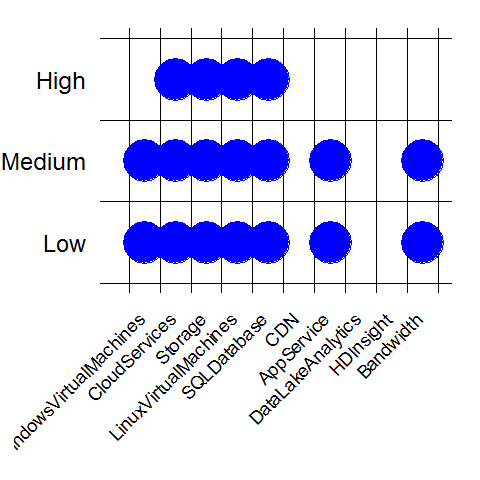 High
Medium
Low
ndowsVirtualMachines
CloudServices
Storage
LinuxVirtualMachines
SQLDatabase
CDN
AppService
DataLakeAnalytics
HDInsight
Bandwidth